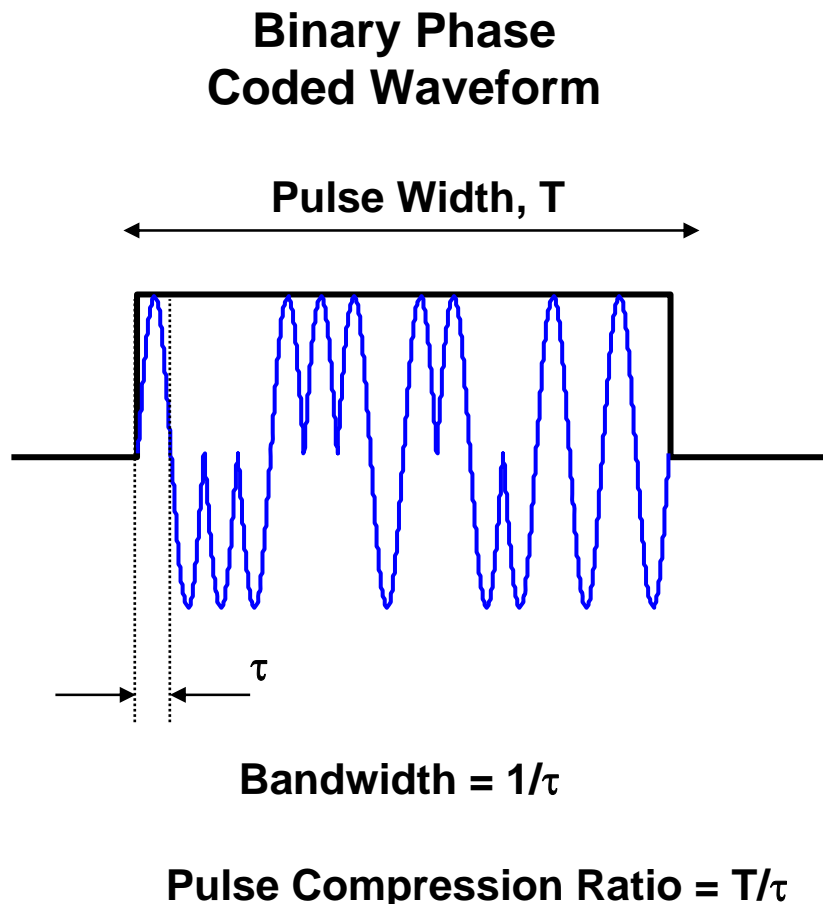 Binary Phase
Coded Waveform
Pulse Width, T
τ
Bandwidth = 1/τ
Pulse Compression Ratio = T/τ